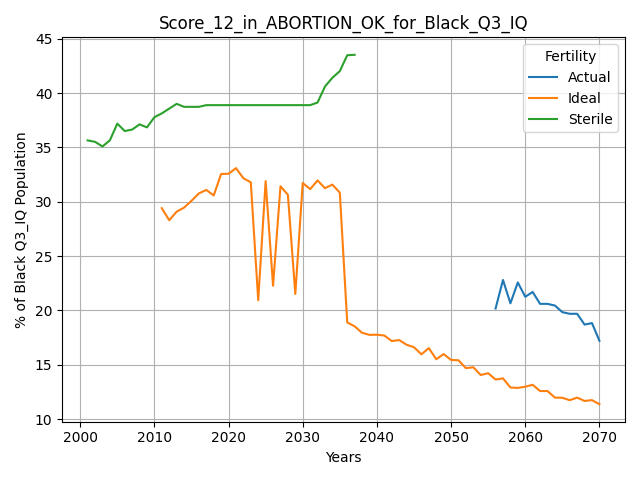 Score_12_in_ABORTION_OK_for_Black_Q3_IQ
% of Black Q3_IQ Population
45
40
35
30
25
20
15
10
Fertility
Actual
Ideal
Sterile
2000 2010 2020 2030 2040 2050 2060 2070
Years